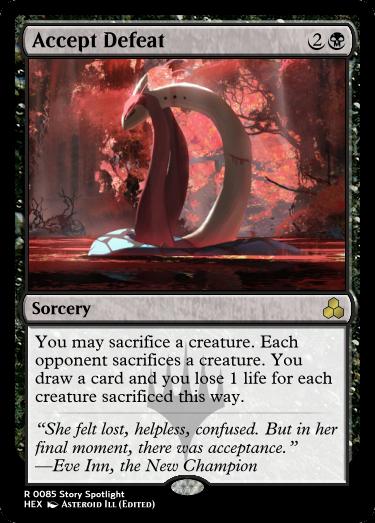 Accept Defeat 2
Sorcery
You may sacrifice a creature. Each
opponent sacrifices a creature. You
draw a card and you lose 1 life for each
creature sacrificed this way.
“She felt lost, helpless, confused. But in her
final moment, there was acceptance.”
—Eve Inn, the New Champion
R 0085 Story Spotlight
HEX Asteroid Ill (Edited)